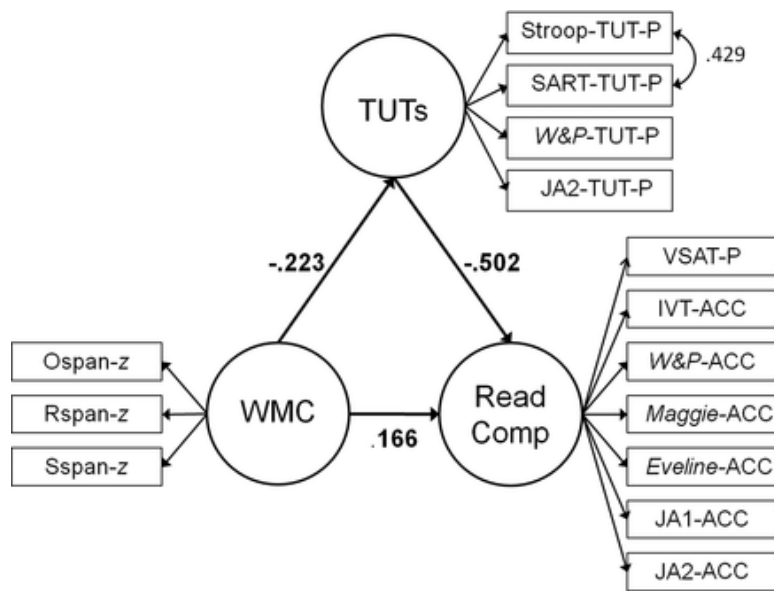 Stroop-TUT-P
.429
SART-TUT-P
TUTs
W&P-TUT-P
JA2-TUT-P
-.223
-.502
VSAT-P
IVT-ACC
Ospan-z
W&P-ACC
Rspan-z
WMC
Read
Comp
Maggie-ACC
.166
Sspan-z
Eveline-ACC
JA1-ACC
JA2-ACC